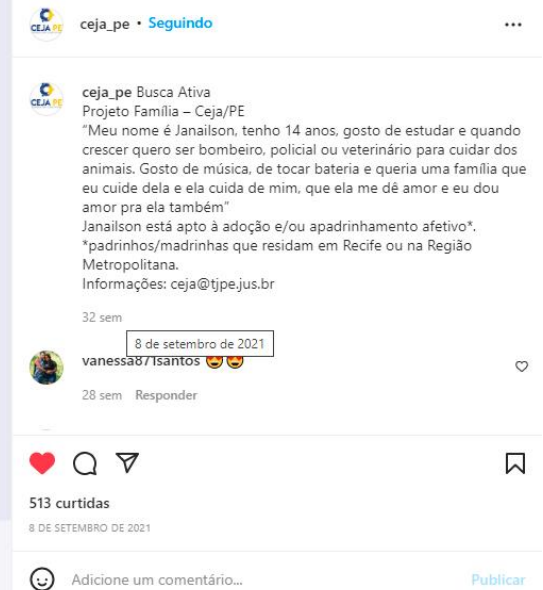 CEJA PE
ceja_pe • Seguindo
CEJA PE
ceja_pe Busca Ativa
Projeto Família – Ceja/PE
“Meu nome é Janailson, tenho 14 anos, gosto de estudar e quando
crescer quero ser bombeiro, policial ou veterinário para cuidar dos
animais. Gosto de música, de tocar bateria e queria uma família que
eu cuide dela e ela cuida de mim, que ela me dê amor e eu dou
amor pra ela também”
Janailson está apto à adoção e/ou apadrinhamento afetivo*.
*padrinhos/madrinhas que residam em Recife ou na Região
Metropolitana.
Informações: ceja@tjpe.jus.br
32 sem
8 de setembro de 2021
vanessa871santos 😍😍
28 sem Responder
513 curtidas
8 DE SETEMBRO DE 2021
Adicione um comentário... Publicar